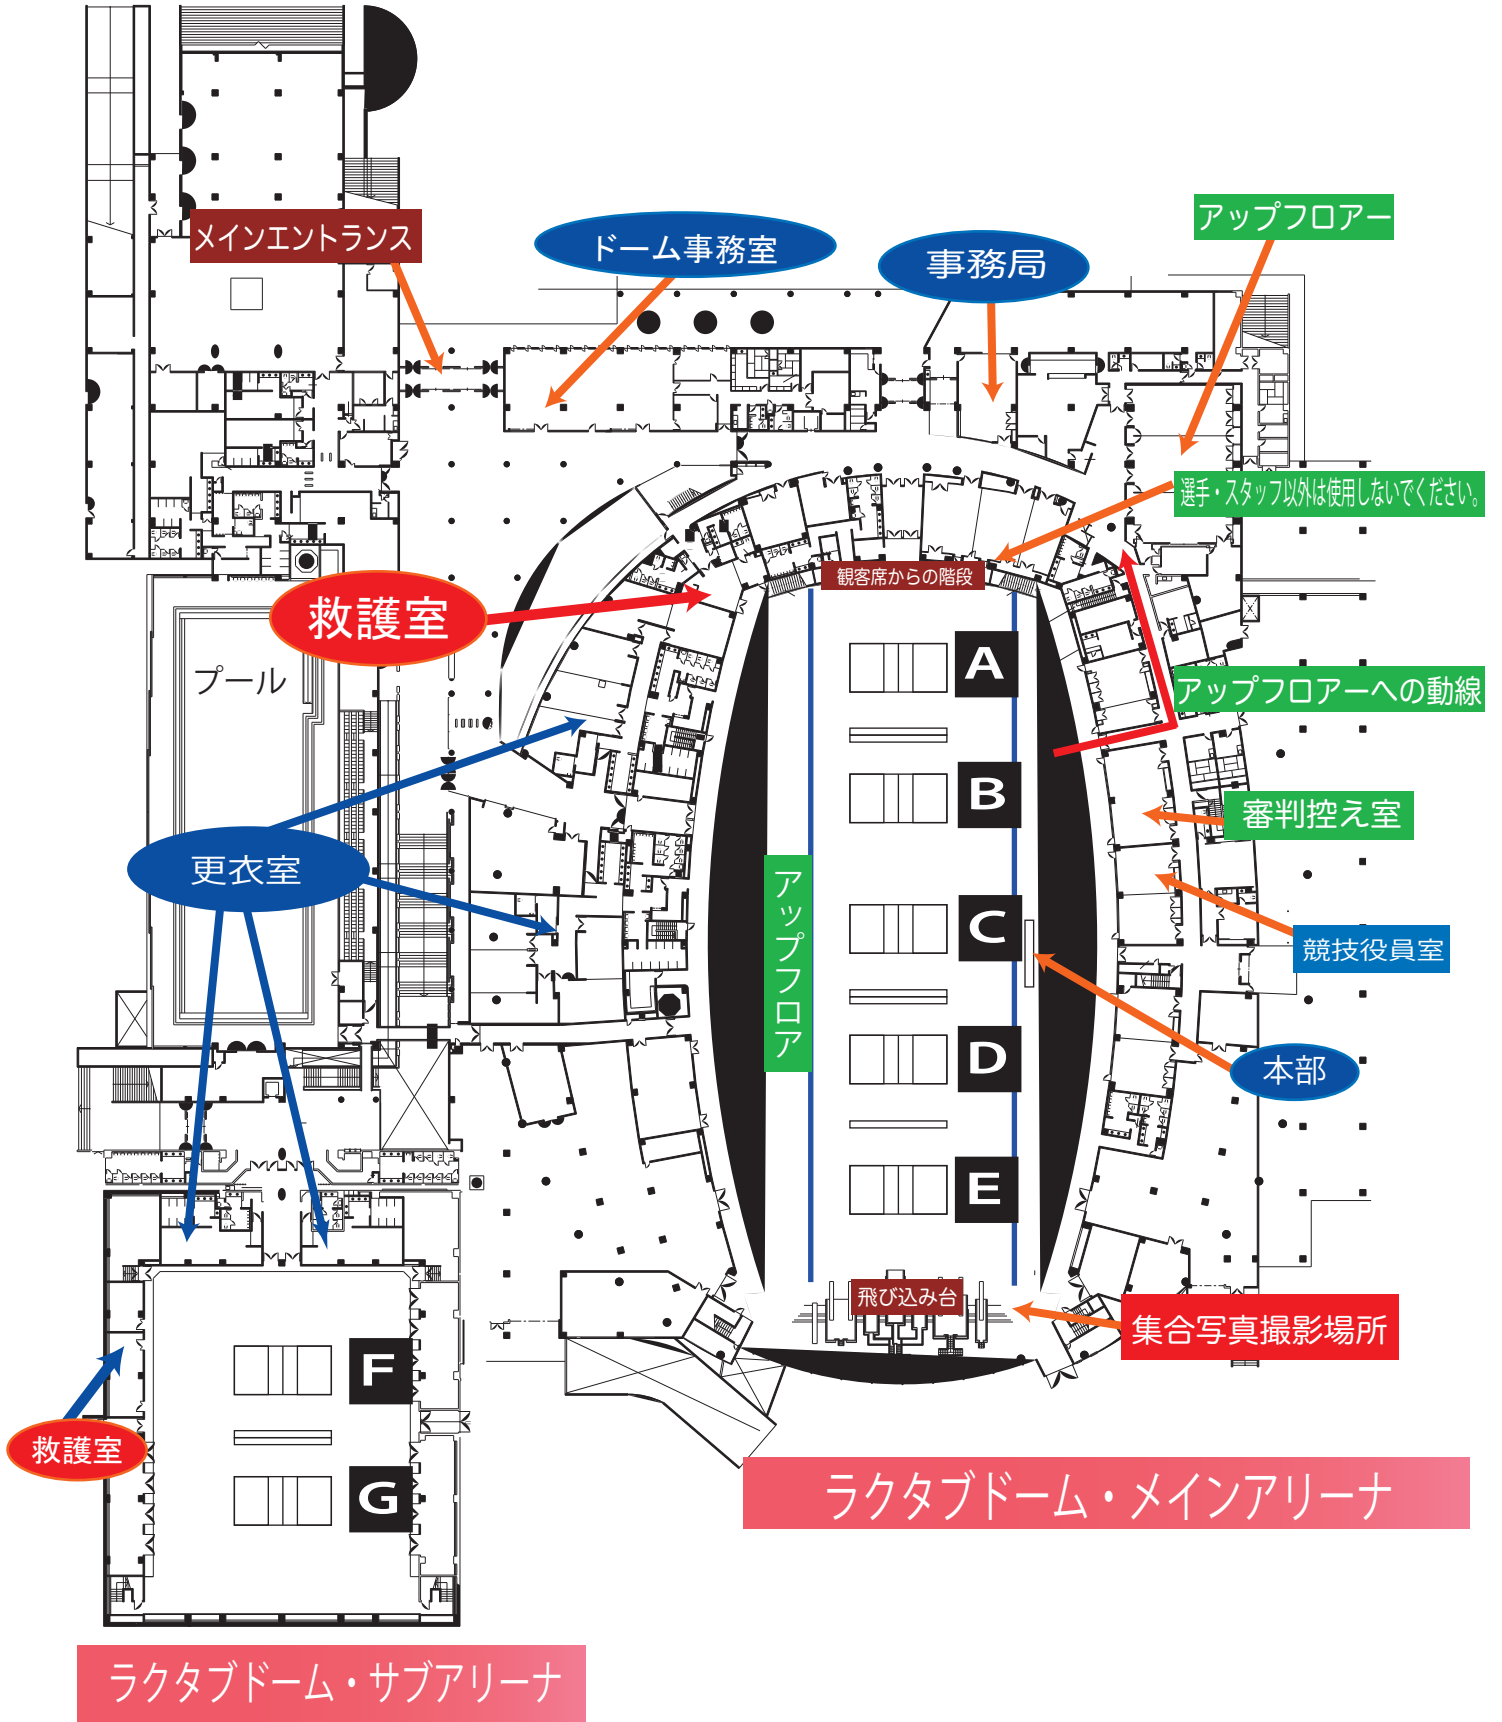 アップフロアー
メインエントランス
ドーム事務室
事務局
選手・スタッフ以外は使用しないでください。
観客席からの階段
救護室
A
プール
アップフロアーへの動線
B
審判控え室
更衣室
アップフロア
C
競技役員室
D
本部
E
飛び込み台
集合写真撮影場所
F
救護室
G
ラクタブドーム・メインアリーナ
ラクタブドーム・サブアリーナ